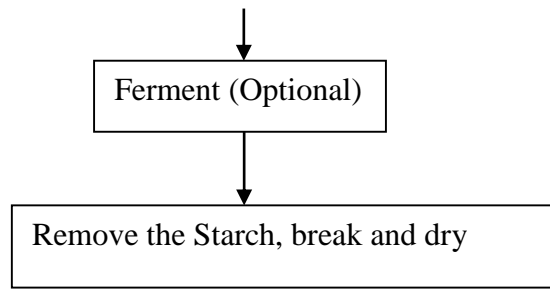 Ferment (Optional)
Remove the Starch, break and dry